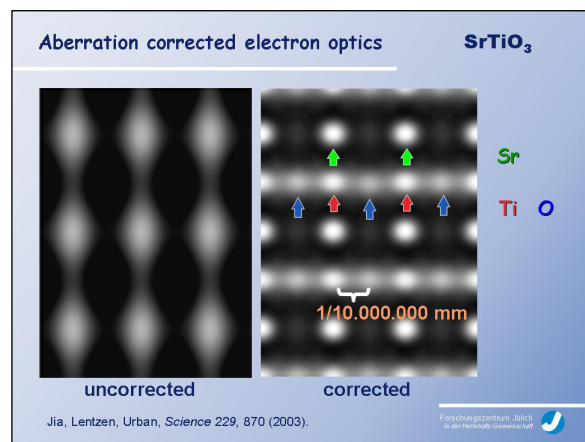 Aberration corrected electron optics
SrTiO3
Sr
Ti O
1/10.000.000 mm
uncorrected
corrected
Jia, Lentzen, Urban, Science 229, 870 (2003).
Forschungszentrum Jülich
in der Helmholtz-Gemeinschaft